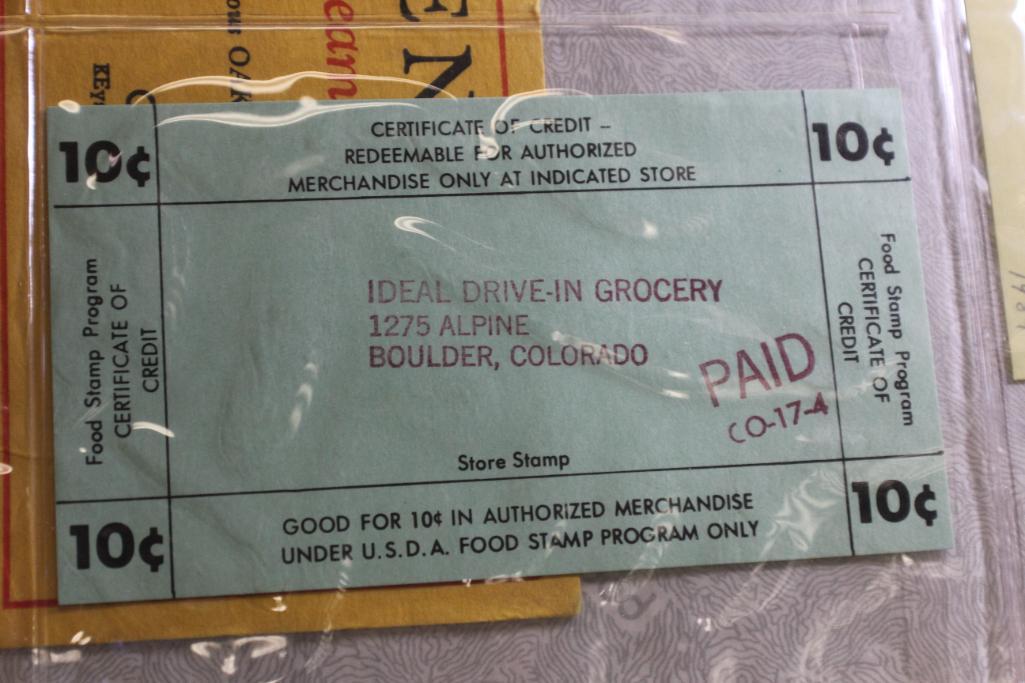 10¢
CERTIFICATE OF CREDIT –
REDEEMABLE FOR AUTHORIZED
MERCHANDISE ONLY AT INDICATED STORE
10¢
Food Stamp Program
CERTIFICATE OF
CREDIT
IDEAL DRIVE-IN GROCERY
1275 ALPINE
BOULDER, COLORADO
PAID
CO-17-4
Food Stamp Program
CERTIFICATE OF
CREDIT
Store Stamp
10¢
GOOD FOR 10¢ IN AUTHORIZED MERCHANDISE
UNDER U.S.D.A. FOOD STAMP PROGRAM ONLY
10¢